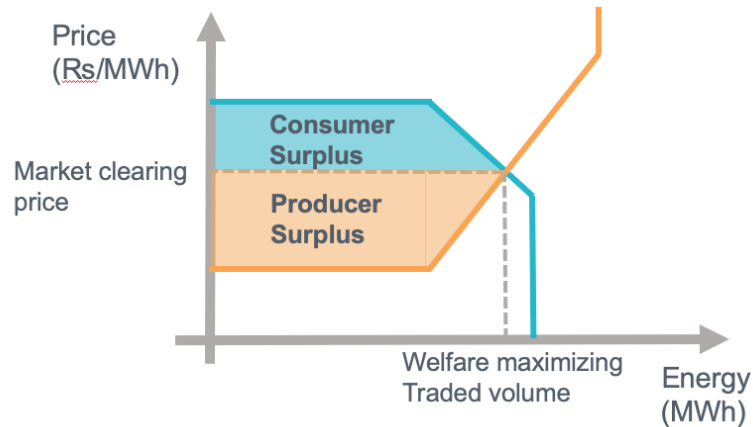 Price
(Rs/MWh)
Consumer
Surplus
Market clearing
price
Producer
Surplus
Welfare maximizing
Traded volume
Energy
(MWh)